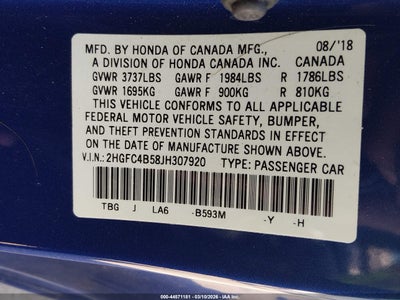 MFD. BY HONDA OF CANADA MFG., 08/'18
A DIVISION OF HONDA CANADA INC. CANADA
GVWR 3737LBS GAWR F 1984LBS R 1786LBS
GVWR 1695KG GAWR F 900KG R 810KG
THIS VEHICLE CONFORMS TO ALL APPLICABLE
FEDERAL MOTOR VEHICLE SAFETY, BUMPER,
AND THEFT PREVENTION STANDARDS IN EFFECT
ON THE DATE OF MANUFACTURE SHOWN ABOVE.
V.I.N: 2HGFC4B58JH307920 TYPE: PASSENGER CAR
TBG J LA6 -B593M -Y -H
000-44571181 - 03/10/2026 - IAA Inc.